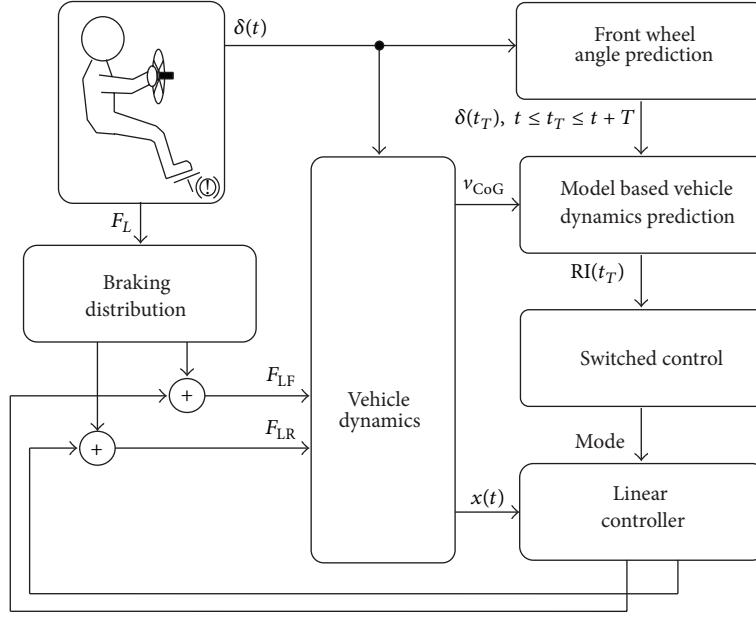 δ(t)
Front wheel
angle prediction
δ(t_T), t ≤ t_T ≤ t + T
(!)
F_L
ν_CoG
Model based vehicle
dynamics prediction
Braking
distribution
RI(t_T)
Switched control
+
F_LF
Vehicle
dynamics
+
F_LR
Mode
x(t)
Linear
controller